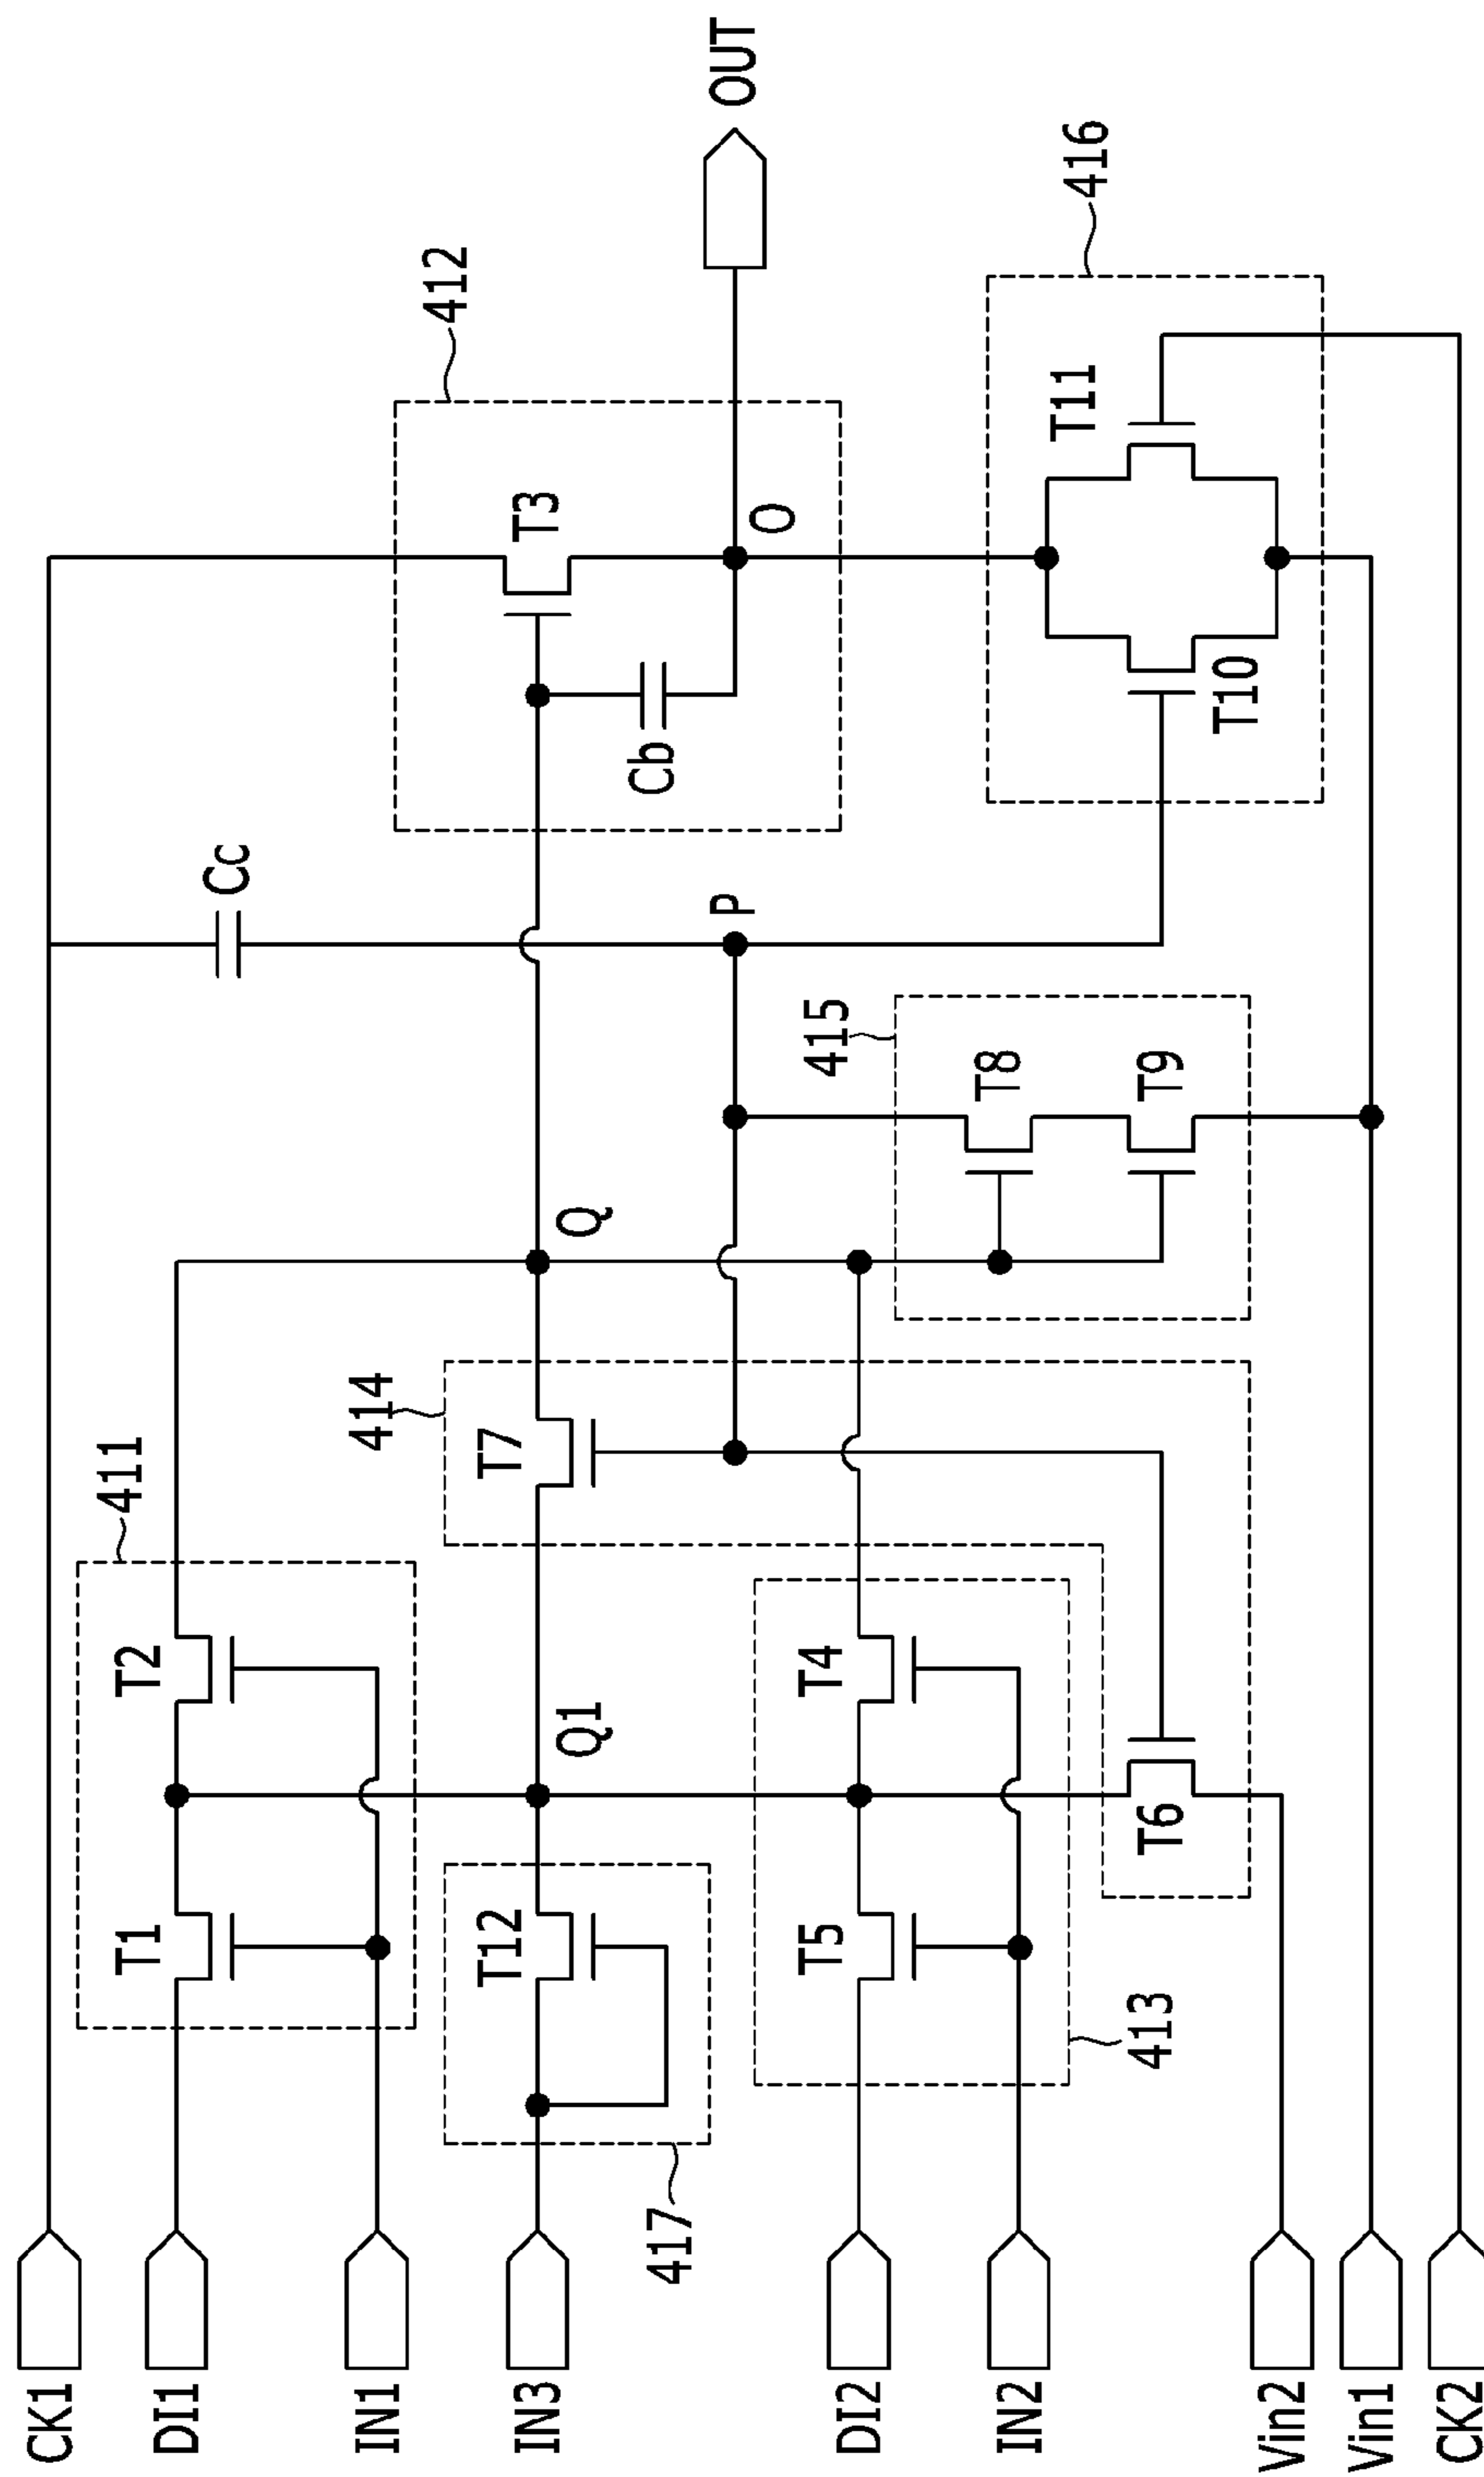 CK1
Cc
411
T1
T2
DI1
412
T3
IN1
414
T7
417
T12
Q1
Q
IN3
Cb
P
O
OUT
413
T5
T4
415
T8
T9
DI2
IN2
T6
416
T10
T11
Vin2
Vin1
CK2